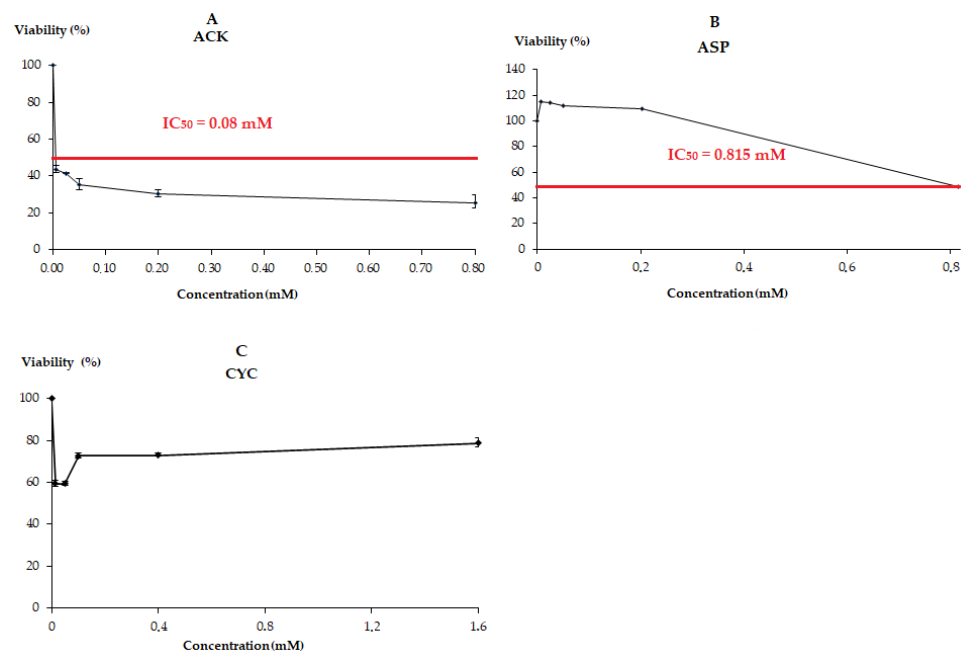 A
ACK
Viability (%)
100
80
60
40
20
0
IC50 = 0.08 mM
0.00 0.10 0.20 0.30 0.40 0.50 0.60 0.70 0.80
Concentration (mM)
B
ASP
Viability (%)
140
120
100
80
60
40
20
0
IC50 = 0.815 mM
0 0.2 0.4 0.6 0.8
Concentration (mM)
C
CYC
Viability (%)
100
80
60
40
20
0
0 0.4 0.8 1.2 1.6
Concentration (mM)